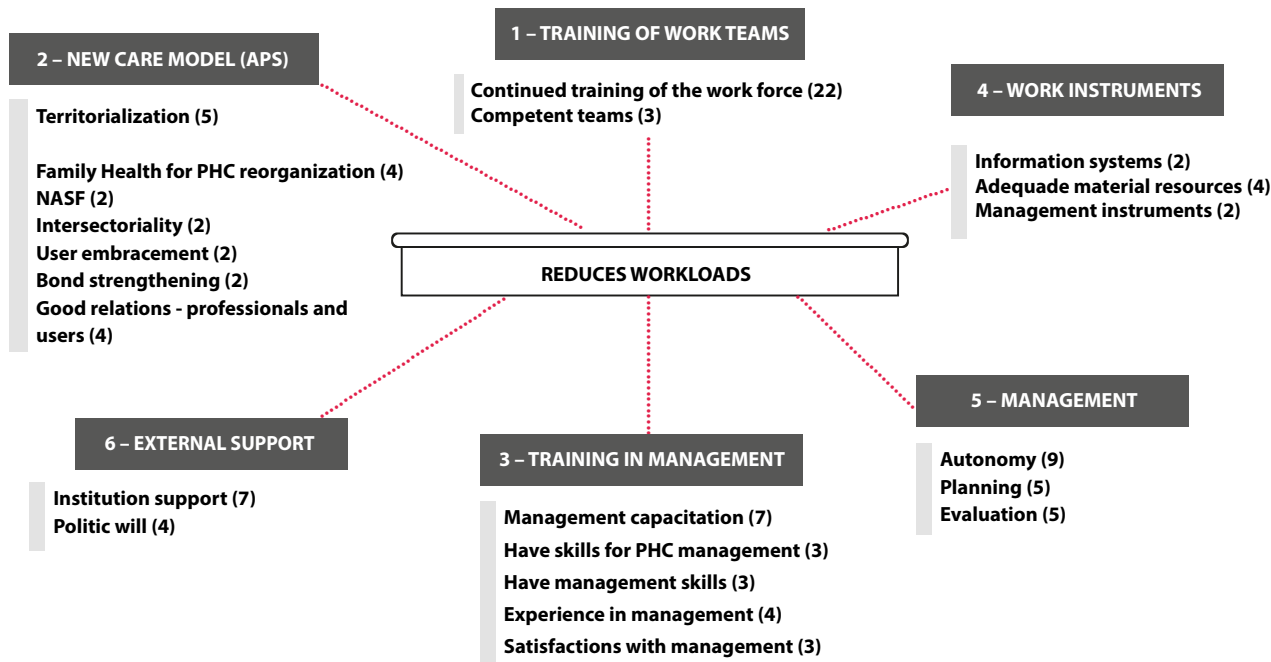 1 – TRAINING OF WORK TEAMS
Continued training of the work force (22)
Competent teams (3)
2 – NEW CARE MODEL (APS)
Territorialization (5)
Family Health for PHC reorganization (4)
NASF (2)
Intersectoriality (2)
User embracement (2)
Bond strengthening (2)
Good relations - professionals and
users (4)
4 – WORK INSTRUMENTS
Information systems (2)
Adequade material resources (4)
Management instruments (2)
REDUCES WORKLOADS
6 – EXTERNAL SUPPORT
Institution support (7)
Politic will (4)
3 – TRAINING IN MANAGEMENT
Management capacitation (7)
Have skills for PHC management (3)
Have management skills (3)
Experience in management (4)
Satisfactions with management (3)
5 – MANAGEMENT
Autonomy (9)
Planning (5)
Evaluation (5)